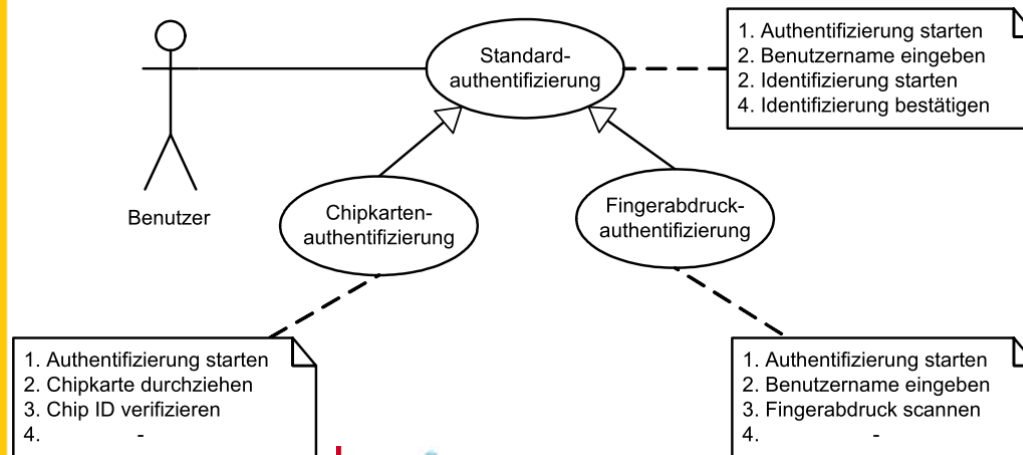 Standard-
authentifizierung
1. Authentifizierung starten
2. Benutzername eingeben
2. Identifizierung starten
4. Identifizierung bestätigen
Benutzer
Chipkarten-
authentifizierung
Fingerabdruck-
authentifizierung
1. Authentifizierung starten
2. Chipkarte durchziehen
3. Chip ID verifizieren
4. -
1. Authentifizierung starten
2. Benutzername eingeben
3. Fingerabdruck scannen
4. -